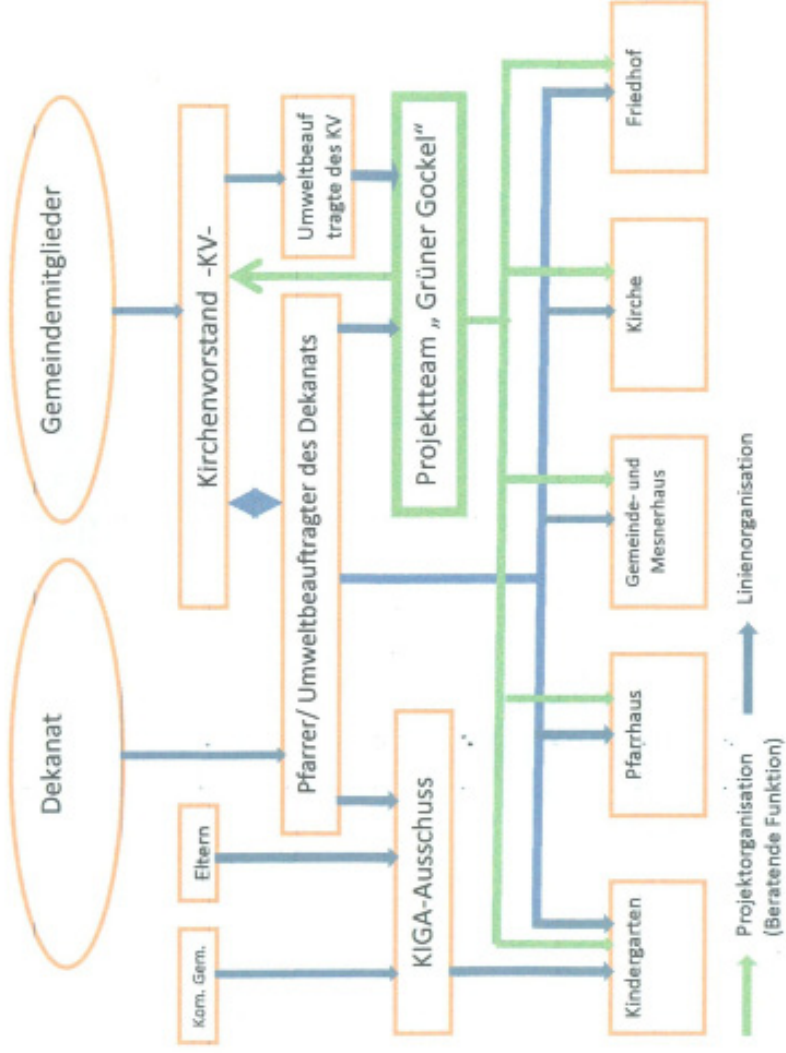 Dekanat
Gemeindemitglieder
Kom. Gem.
Eltern
Kirchenvorstand -KV-
Pfarrer/ Umweltbeauftragter des Dekanats
Umweltbeauf
tragte des KV
KIGA-Ausschuss
Projektteam „ Grüner Gockel“
Kindergarten
Pfarrhaus
Gemeinde- und
Mesnerhaus
Kirche
Friedhof
Projektorganisation
(Beratende Funktion)
Linienorganisation